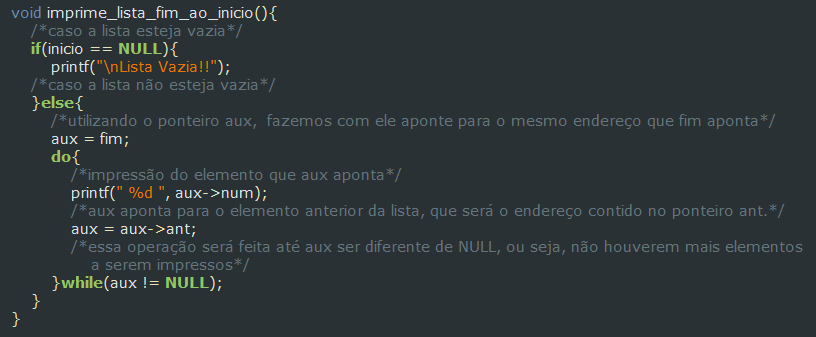 void imprime_lista_fim_ao_inicio(){
/*caso a lista esteja vazia*/
if(inicio == NULL){
printf("\nLista Vazia!!");
/*caso a lista não esteja vazia*/
}else{
/*utilizando o ponteiro aux,  fazemos com ele aponte para o mesmo endereço que fim aponta*/
aux = fim;
do{
/*impressão do elemento que aux aponta*/
printf(" %d ", aux->num);
/*aux aponta para o elemento anterior da lista, que será o endereço contido no ponteiro ant.*/
aux = aux->ant;
/*essa operação será feita até aux ser diferente de NULL, ou seja, não houverem mais elementos
a serem impressos*/
}while(aux != NULL);
}
}